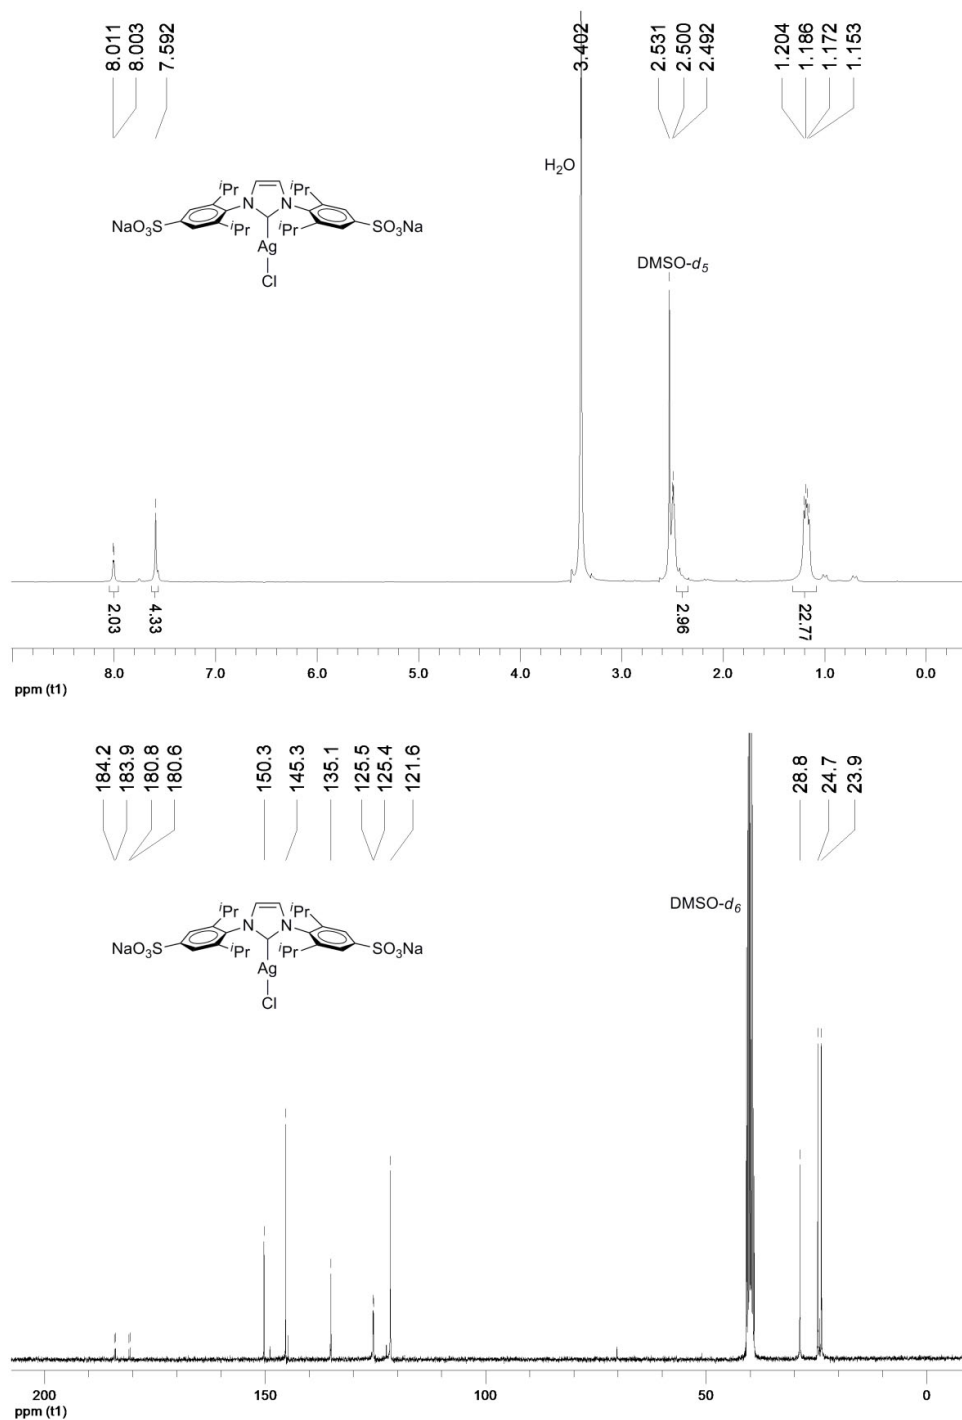 8.011
8.003
7.592
3.402
2.531
2.500
2.492
1.204
1.186
1.172
1.153
H₂O
ⁱPr
ⁱPr
N
N
NaO₃S
SO₃Na
ⁱPr
ⁱPr
Ag
Cl
DMSO-d₅
2.03
4.33
2.96
22.77
8.0
7.0
6.0
5.0
4.0
3.0
2.0
1.0
0.0
ppm (t1)
184.2
183.9
180.8
180.6
150.3
145.3
135.1
125.5
125.4
121.6
28.8
24.7
23.9
DMSO-d₆
ⁱPr
ⁱPr
N
N
NaO₃S
SO₃Na
ⁱPr
ⁱPr
Ag
Cl
200
150
100
50
0
ppm (t1)